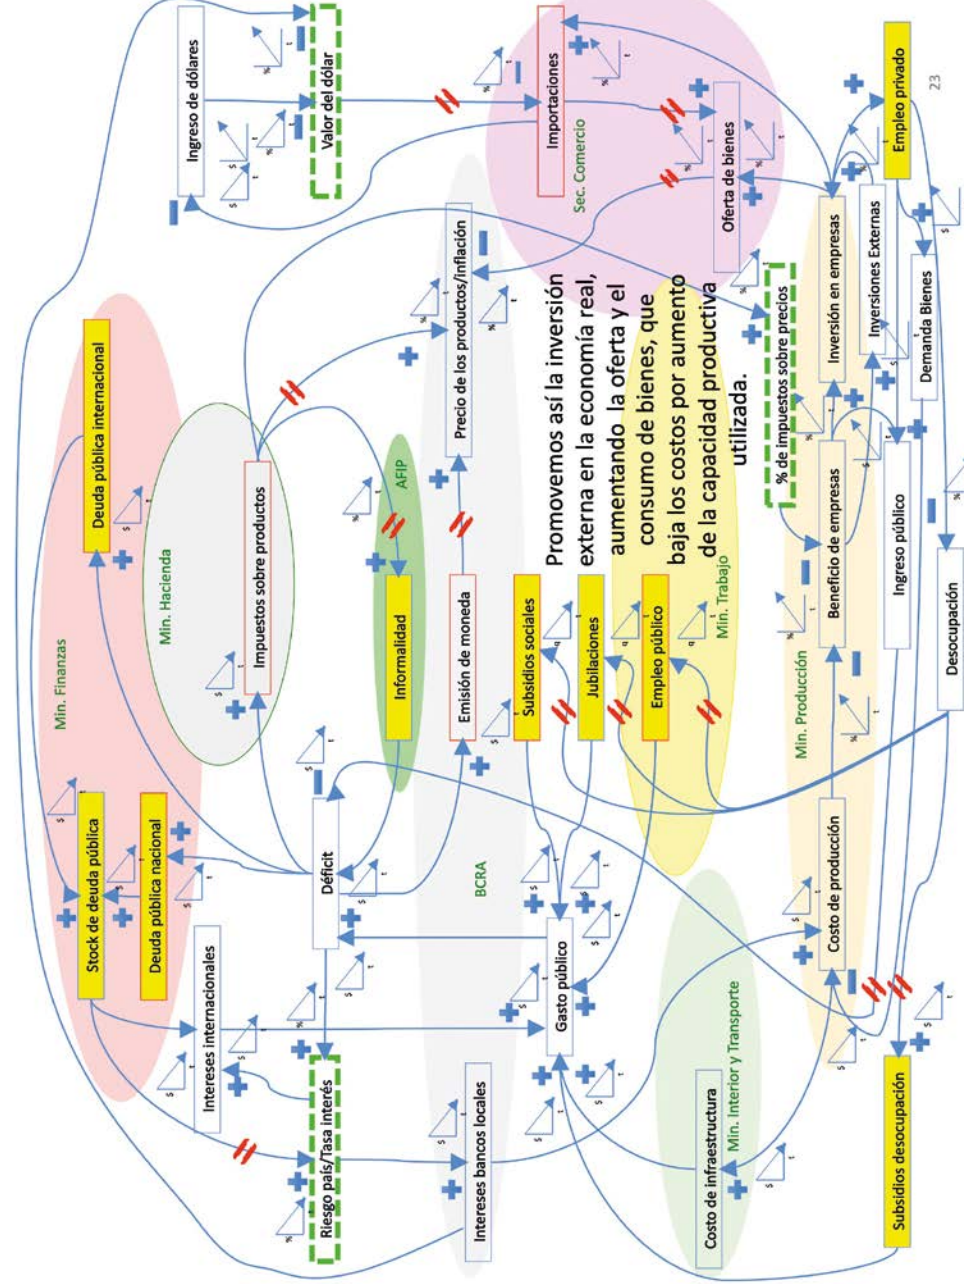 Min. Finanzas
Deuda pública internacional
Stock de deuda pública
Deuda pública nacional
Min. Hacienda
Impuestos sobre productos
Intereses internacionales
Ingreso de dólares
Valor del dólar
Déficit
Riesgo país/Tasa interés
AFIP
Informalidad
BCRA
Emisión de moneda
Precio de los productos/inflación
Intereses bancos locales
Gasto público
Importaciones
Sec. Comercio
Oferta de bienes
Subsidios sociales
Jubilaciones
Empleo público
Min. Trabajo
Promovemos así la inversión
externa en la economía real,
aumentando la oferta y el
consumo de bienes, que
baja los costos por aumento
de la capacidad productiva
utilizada.
Costo de infraestructura
Min. Interior y Transporte
% de impuestos sobre precios
Min. Producción
Costo de producción
Beneficio de empresas
Inversión en empresas
Inversiones Externas
Empleo privado
Ingreso público
Demanda Bienes
Subsidios desocupación
Desocupación
23